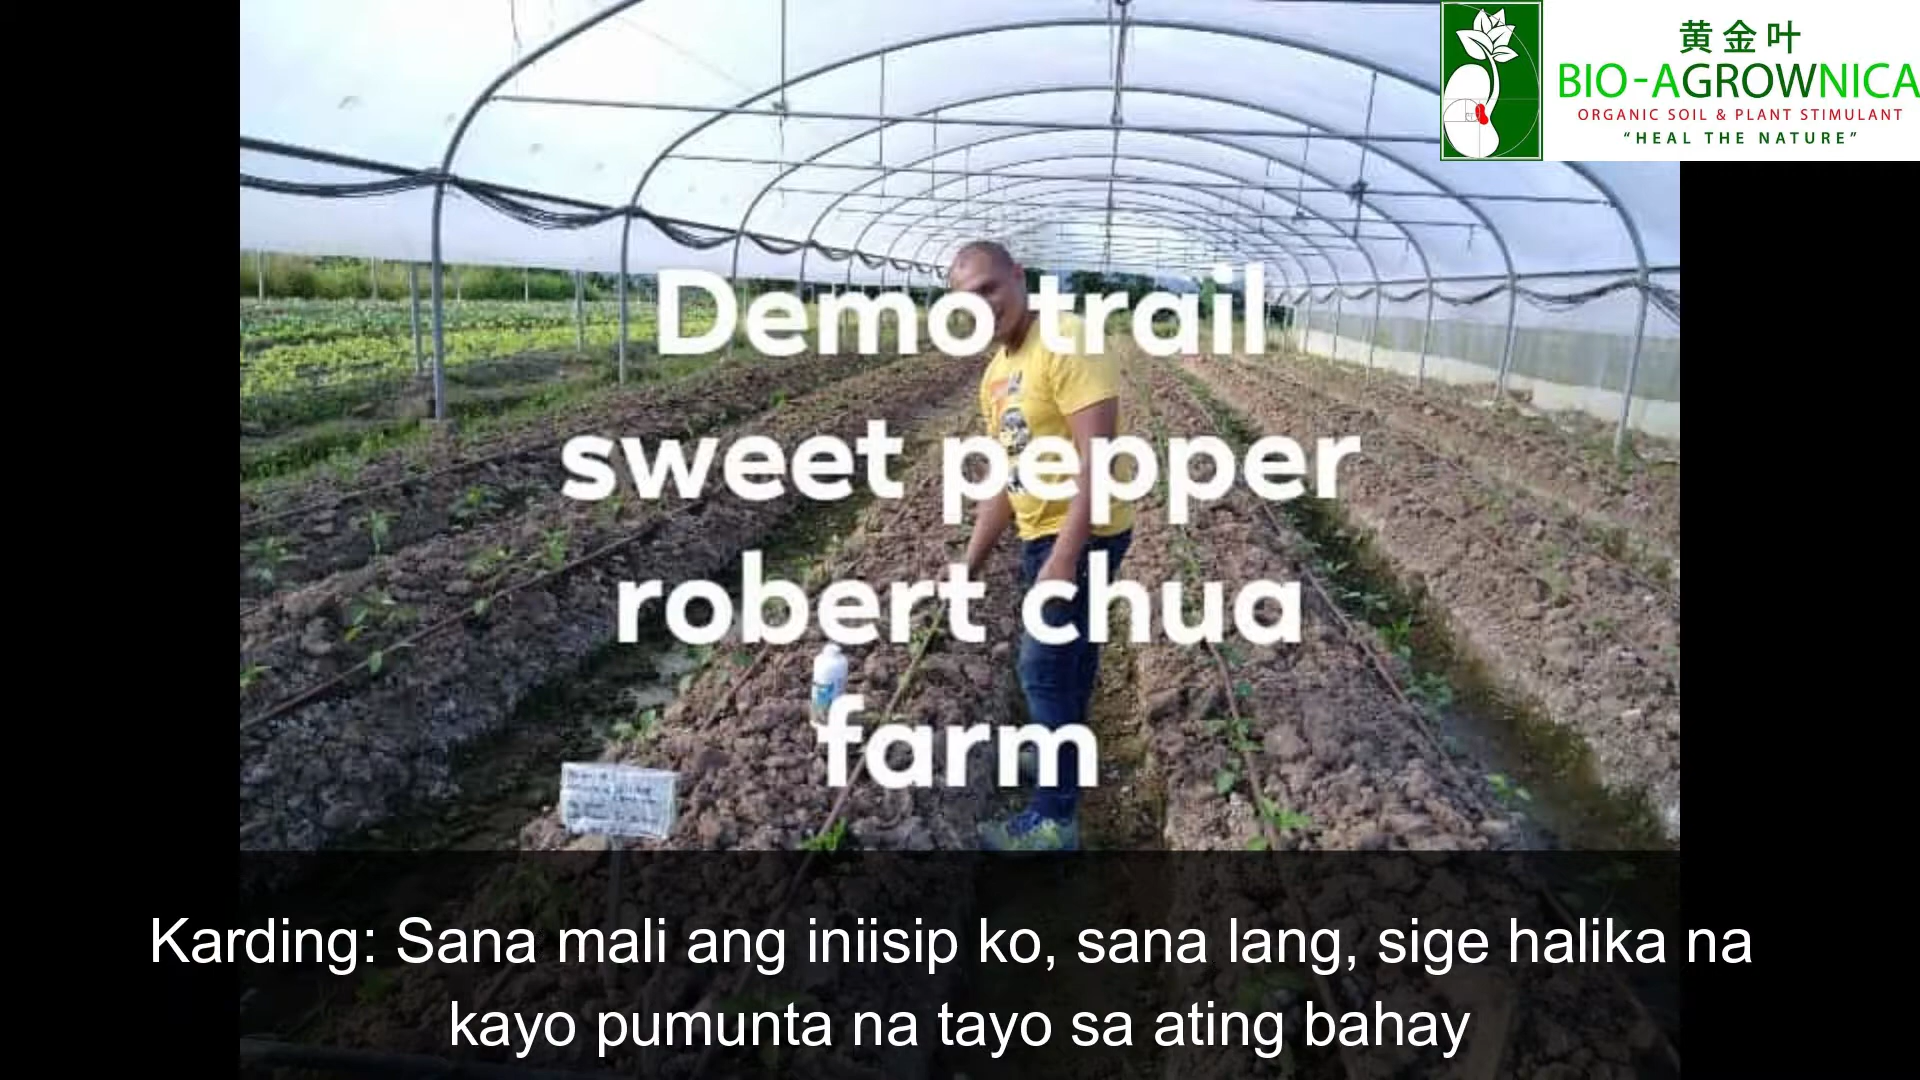 黄金叶
BIO-AGROWNICA
ORGANIC SOIL & PLANT STIMULANT
“HEAL THE NATURE”
Demo trail
sweet pepper
robert chua
farm
Karding: Sana mali ang iniisip ko, sana lang, sige halika na
kayo pumunta na tayo sa ating bahay